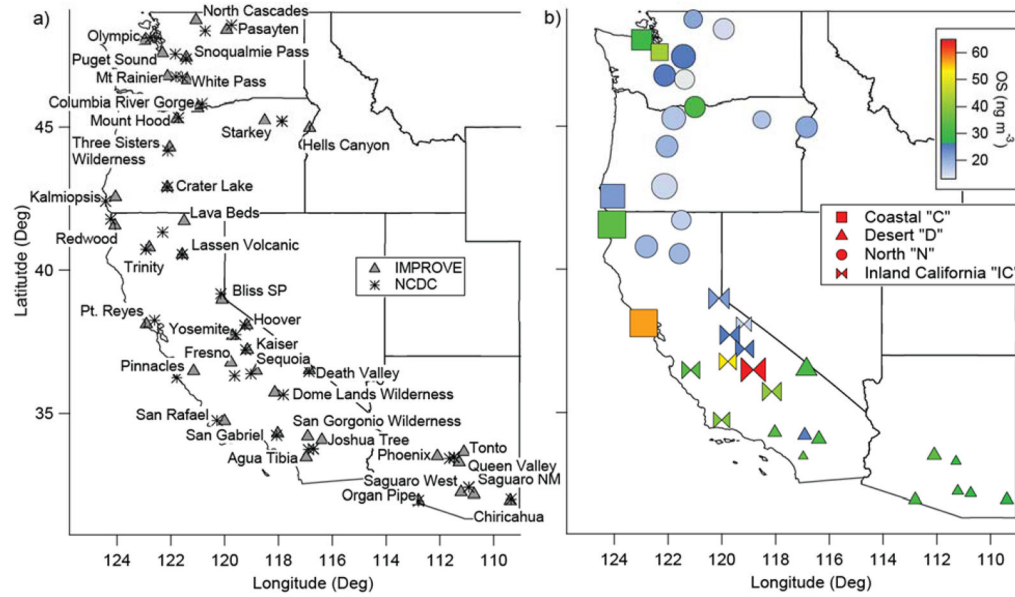 a)
North Cascades
Pasayten
Olympic
Snoqualmie Pass
Puget Sound
Mt Rainier
White Pass
Columbia River Gorge
Mount Hood
Starkey
Hells Canyon
Three Sisters
Wilderness
Crater Lake
Kalmiopsis
Lava Beds
Redwood
Lassen Volcanic
Trinity
IMPROVE
NCDC
Bliss SP
Pt. Reyes
Hoover
Yosemite
Kaiser
Fresno
Sequoia
Pinnacles
Death Valley
Dome Lands Wilderness
San Rafael
San Gorgonio Wilderness
San Gabriel
Joshua Tree
Agua Tibia
Phoenix
Tonto
Queen Valley
Saguaro West
Saguaro NM
Organ Pipe
Chiricahua
45
40
35
Latitutde (Deg)
124 122 120 118 116 114 112 110
Longitude (Deg)
b)
60
50
40
30
20
OS (ng m-3)
Coastal "C"
Desert "D"
North "N"
Inland California "IC"
124 122 120 118 116 114 112 110
Longitude (Deg)